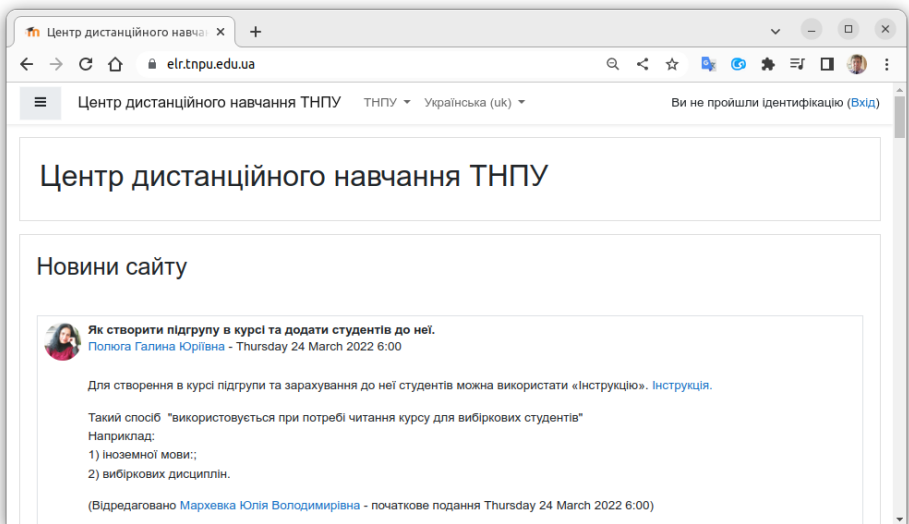 Центр дистанційного навча
elr.tnpu.edu.ua
Центр дистанційного навчання ТНПУ ТНПУ Українська (uk) Ви не пройшли ідентифікацію (Вхід)
Центр дистанційного навчання ТНПУ
Новини сайту
Як створити підгрупу в курсі та додати студентів до неї.
Полюга Галина Юріївна - Thursday 24 March 2022 6:00
Для створення в курсі підгрупи та зарахування до неї студентів можна використати «Інструкцію». Інструкція.
Такий спосіб "використовується при потребі читання курсу для вибіркових студентів"
Наприклад:
1) іноземної мови:;
2) вибіркових дисциплін.
(Відредаговано Мархевка Юлія Володимирівна - початкове подання Thursday 24 March 2022 6:00)